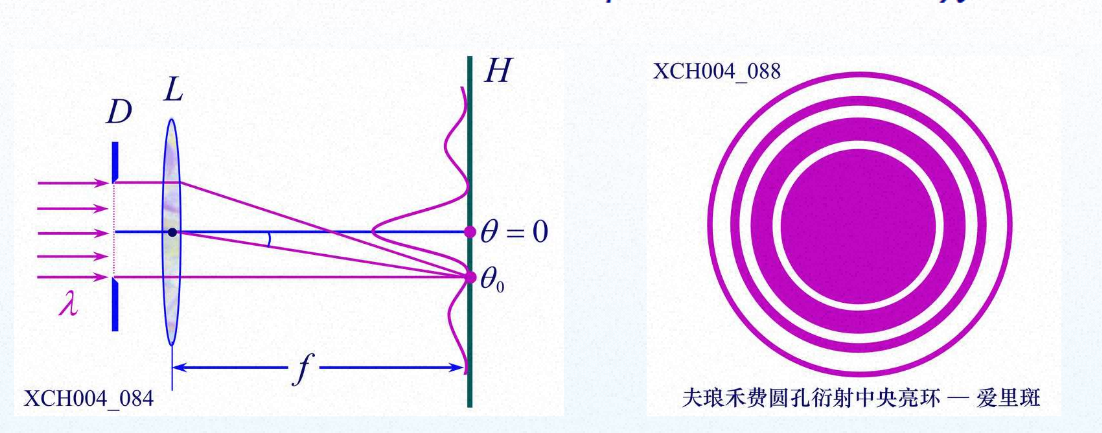 D
L
H
θ = 0
θ₀
λ
f
XCH004_084
XCH004_088
夫琅禾费圆孔衍射中央亮环 — 爱里斑